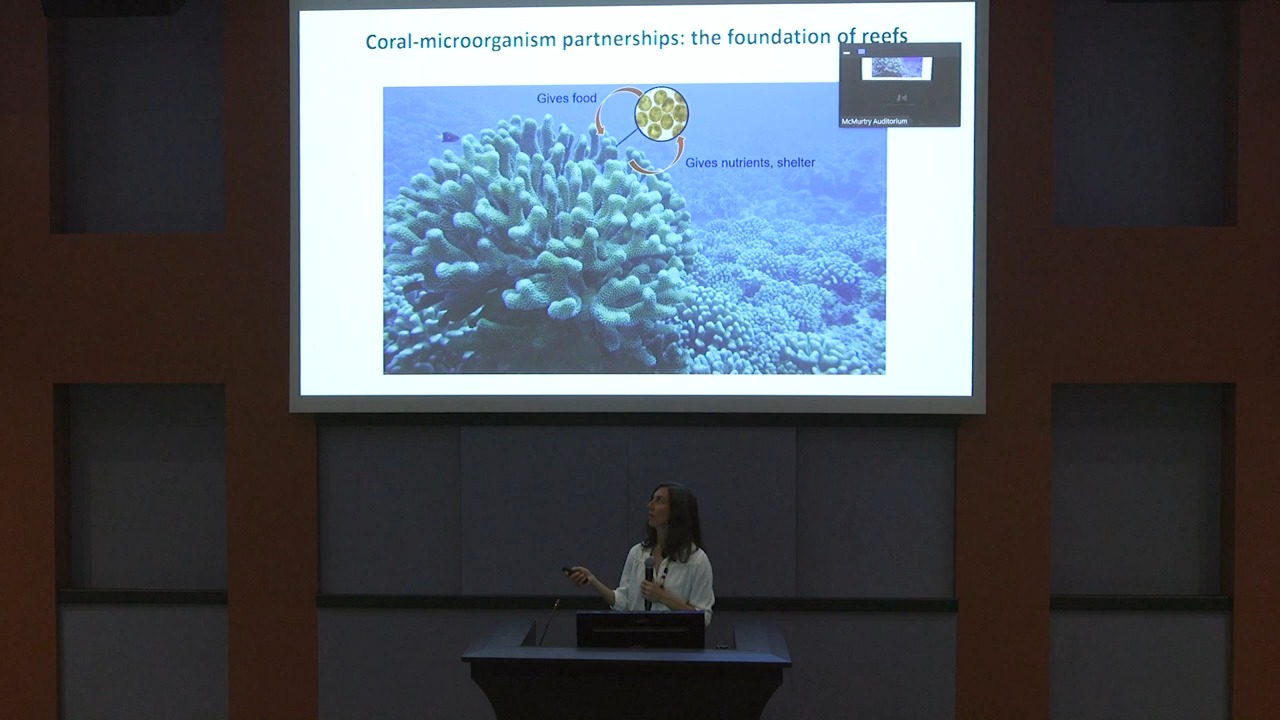 Coral-microorganism partnerships: the foundation of reefs
Gives food
Gives nutrients, shelter
McMurtry Auditorium